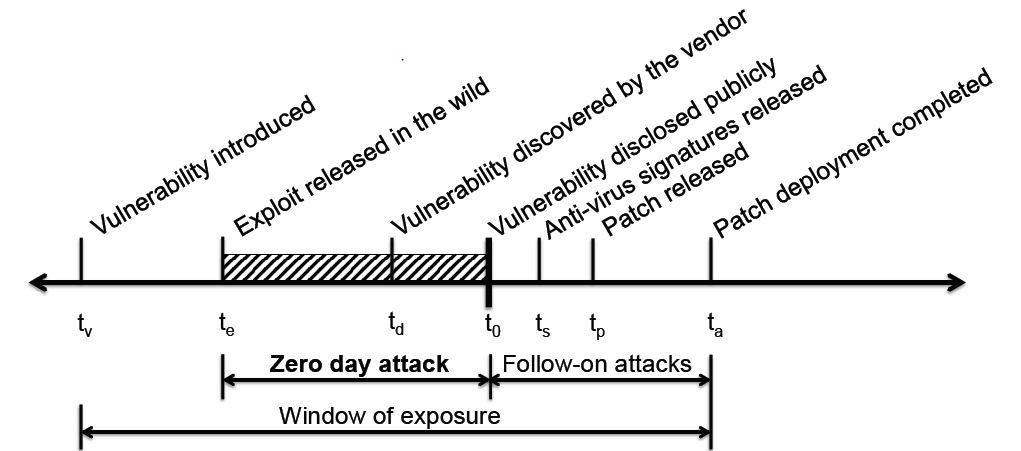 Vulnerability introduced
Exploit released in the wild
Vulnerability discovered by the vendor
Vulnerability disclosed publicly
Anti-virus signatures released
Patch released
Patch deployment completed
tv te td t0 ts tp ta
Zero day attack Follow-on attacks
Window of exposure